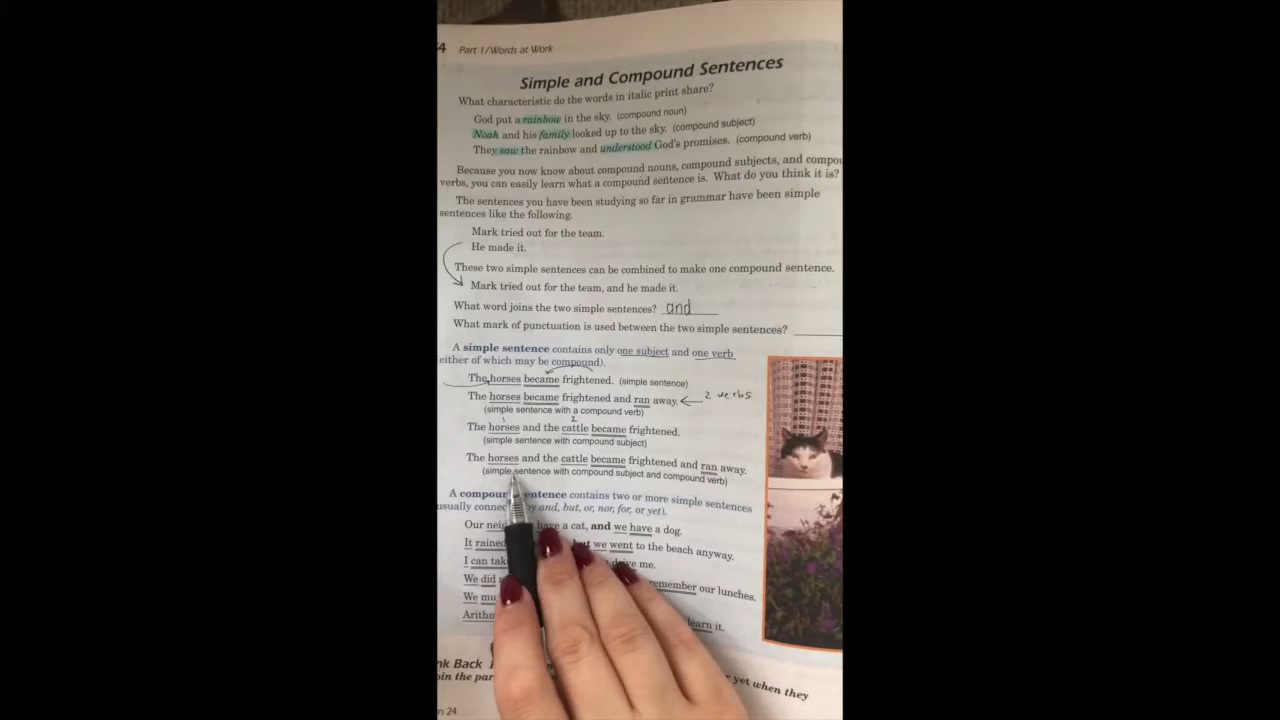 4 Part 1/Words at Work
Simple and Compound Sentences
What characteristic do the words in italic print share?
God put a rainbow in the sky. (compound noun)
Noah and his family looked up to the sky. (compound subject)
They saw the rainbow and understood God's promises. (compound verb)
Because you now know about compound nouns, compound subjects, and compou
verbs, you can easily learn what a compound sentence is. What do you think it is?
The sentences you have been studying so far in grammar have been simple
sentences like the following.
Mark tried out for the team.
He made it.
These two simple sentences can be combined to make one compound sentence.
Mark tried out for the team, and he made it.
What word joins the two simple sentences? and
What mark of punctuation is used between the two simple sentences?
A simple sentence contains only one subject and one verb
either of which may be compound).
The horses became frightened. (simple sentence)
The horses became frightened and ran away. 2 verbs
(simple sentence with a compound verb)
1 2
The horses and the cattle became frightened.
(simple sentence with compound subject)
The horses and the cattle became frightened and ran away.
(simple sentence with compound subject and compound verb)
A compoun entence contains two or more simple sentences
usually connec y and, but, or, nor, for, or yet).
Our nei have a cat, and we have a dog.
It rained but we went to the beach anyway.
I can tak drive me.
We did remember our lunches.
We mu
Arithm learn it.
nk Back
oin the par yet when they
n 24